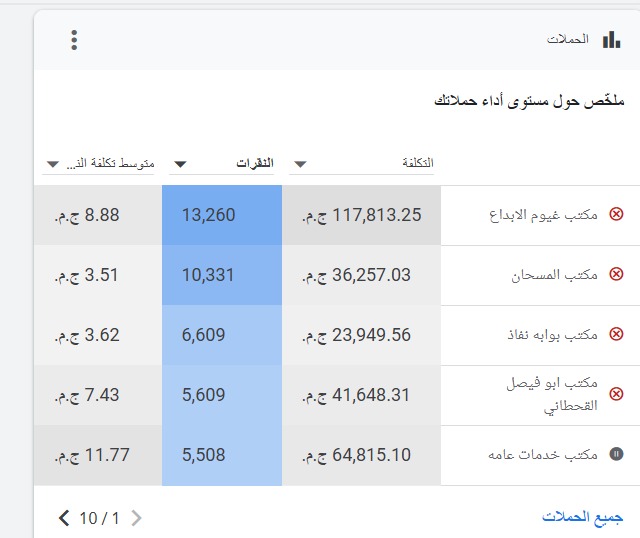 الحملات
ملخّص حول مستوى أداء حملاتك
التكلفة النقرات متوسط تكلفة الن...
مكتب غيوم الابداع 117,813.25 ج.م.‏ 13,260 8.88 ج.م.‏
مكتب المسحان 36,257.03 ج.م.‏ 10,331 3.51 ج.م.‏
مكتب بوابه نفاذ 23,949.56 ج.م.‏ 6,609 3.62 ج.م.‏
مكتب ابو فيصل القحطاني 41,648.31 ج.م.‏ 5,609 7.43 ج.م.‏
مكتب خدمات عامه 64,815.10 ج.م.‏ 5,508 11.77 ج.م.‏
جميع الحملات 1 / 10